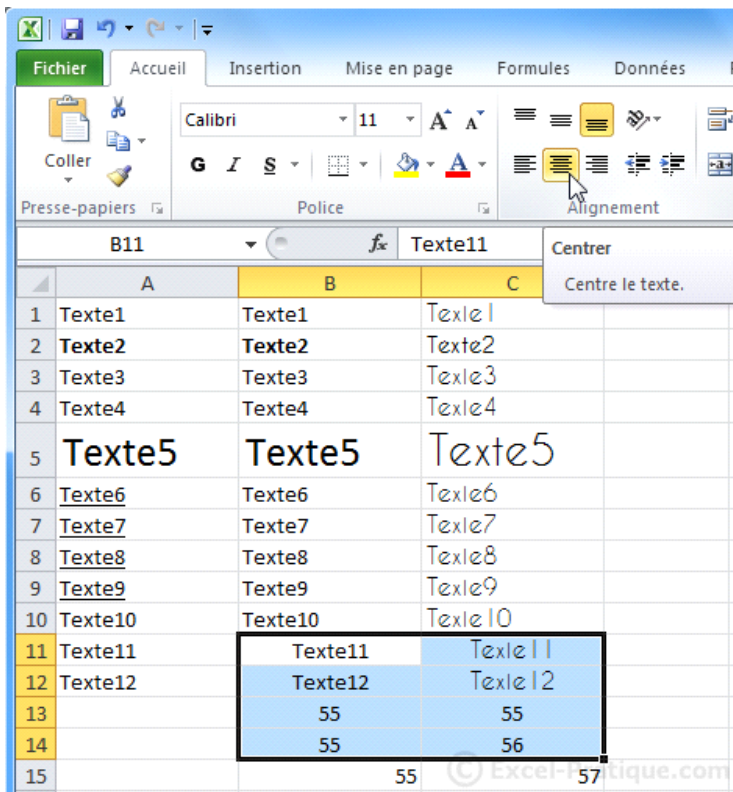 Fichier Accueil Insertion Mise en page Formules Données
Calibri 11 A A
Coller G I S A
Presse-papiers Police Alignement
B11 fx Texte11
Centrer
Centre le texte.
A B C
1 Texte1 Texte1 Texte1
2 Texte2 Texte2 Texte2
3 Texte3 Texte3 Texte3
4 Texte4 Texte4 Texte4
5 Texte5 Texte5 Texte5
6 Texte6 Texte6 Texte6
7 Texte7 Texte7 Texte7
8 Texte8 Texte8 Texte8
9 Texte9 Texte9 Texte9
10 Texte10 Texte10 Texte10
11 Texte11 Texte11 Texte11
12 Texte12 Texte12 Texte12
13 55 55
14 55 56
15 55 57
© Excel-Pratique.com